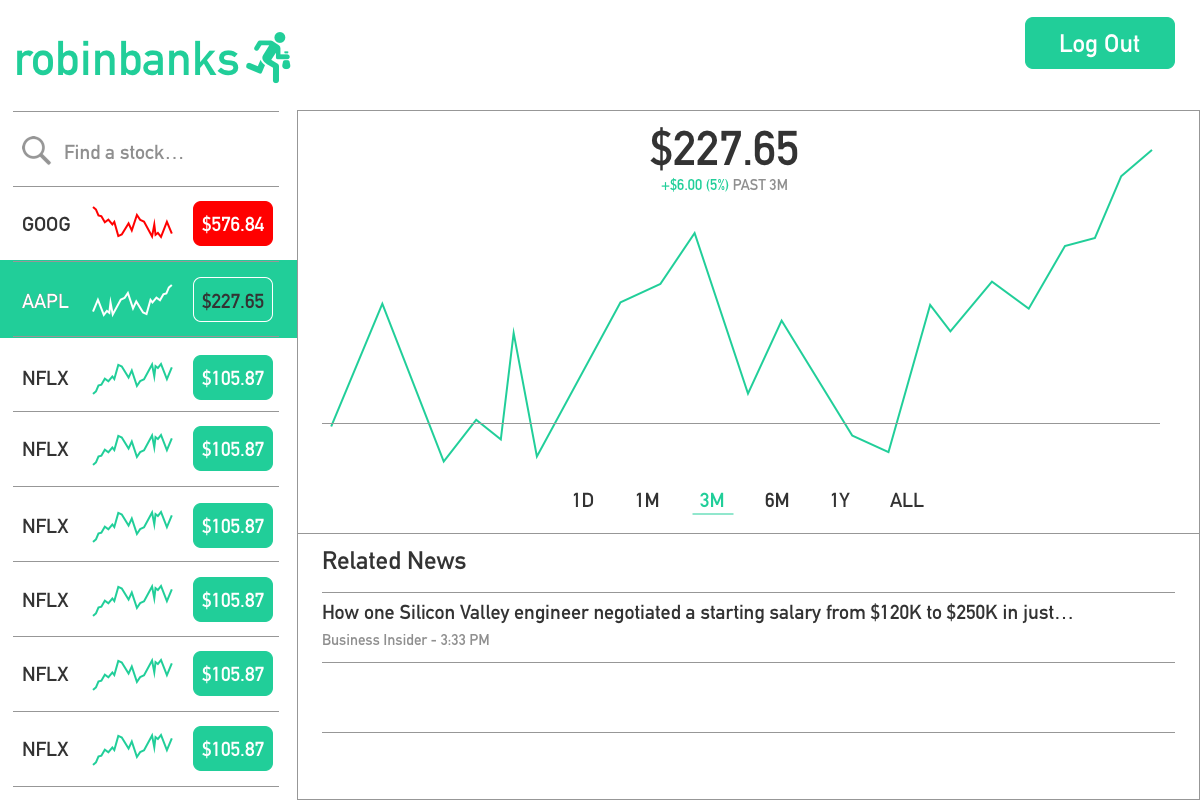 robinbanks
Log Out
Find a stock...
GOOG $576.84
AAPL $227.65
NFLX $105.87
NFLX $105.87
NFLX $105.87
NFLX $105.87
NFLX $105.87
NFLX $105.87
$227.65
+$6.00 (5%) PAST 3M
1D 1M 3M 6M 1Y ALL
Related News
How one Silicon Valley engineer negotiated a starting salary from $120K to $250K in just...
Business Insider - 3:33 PM